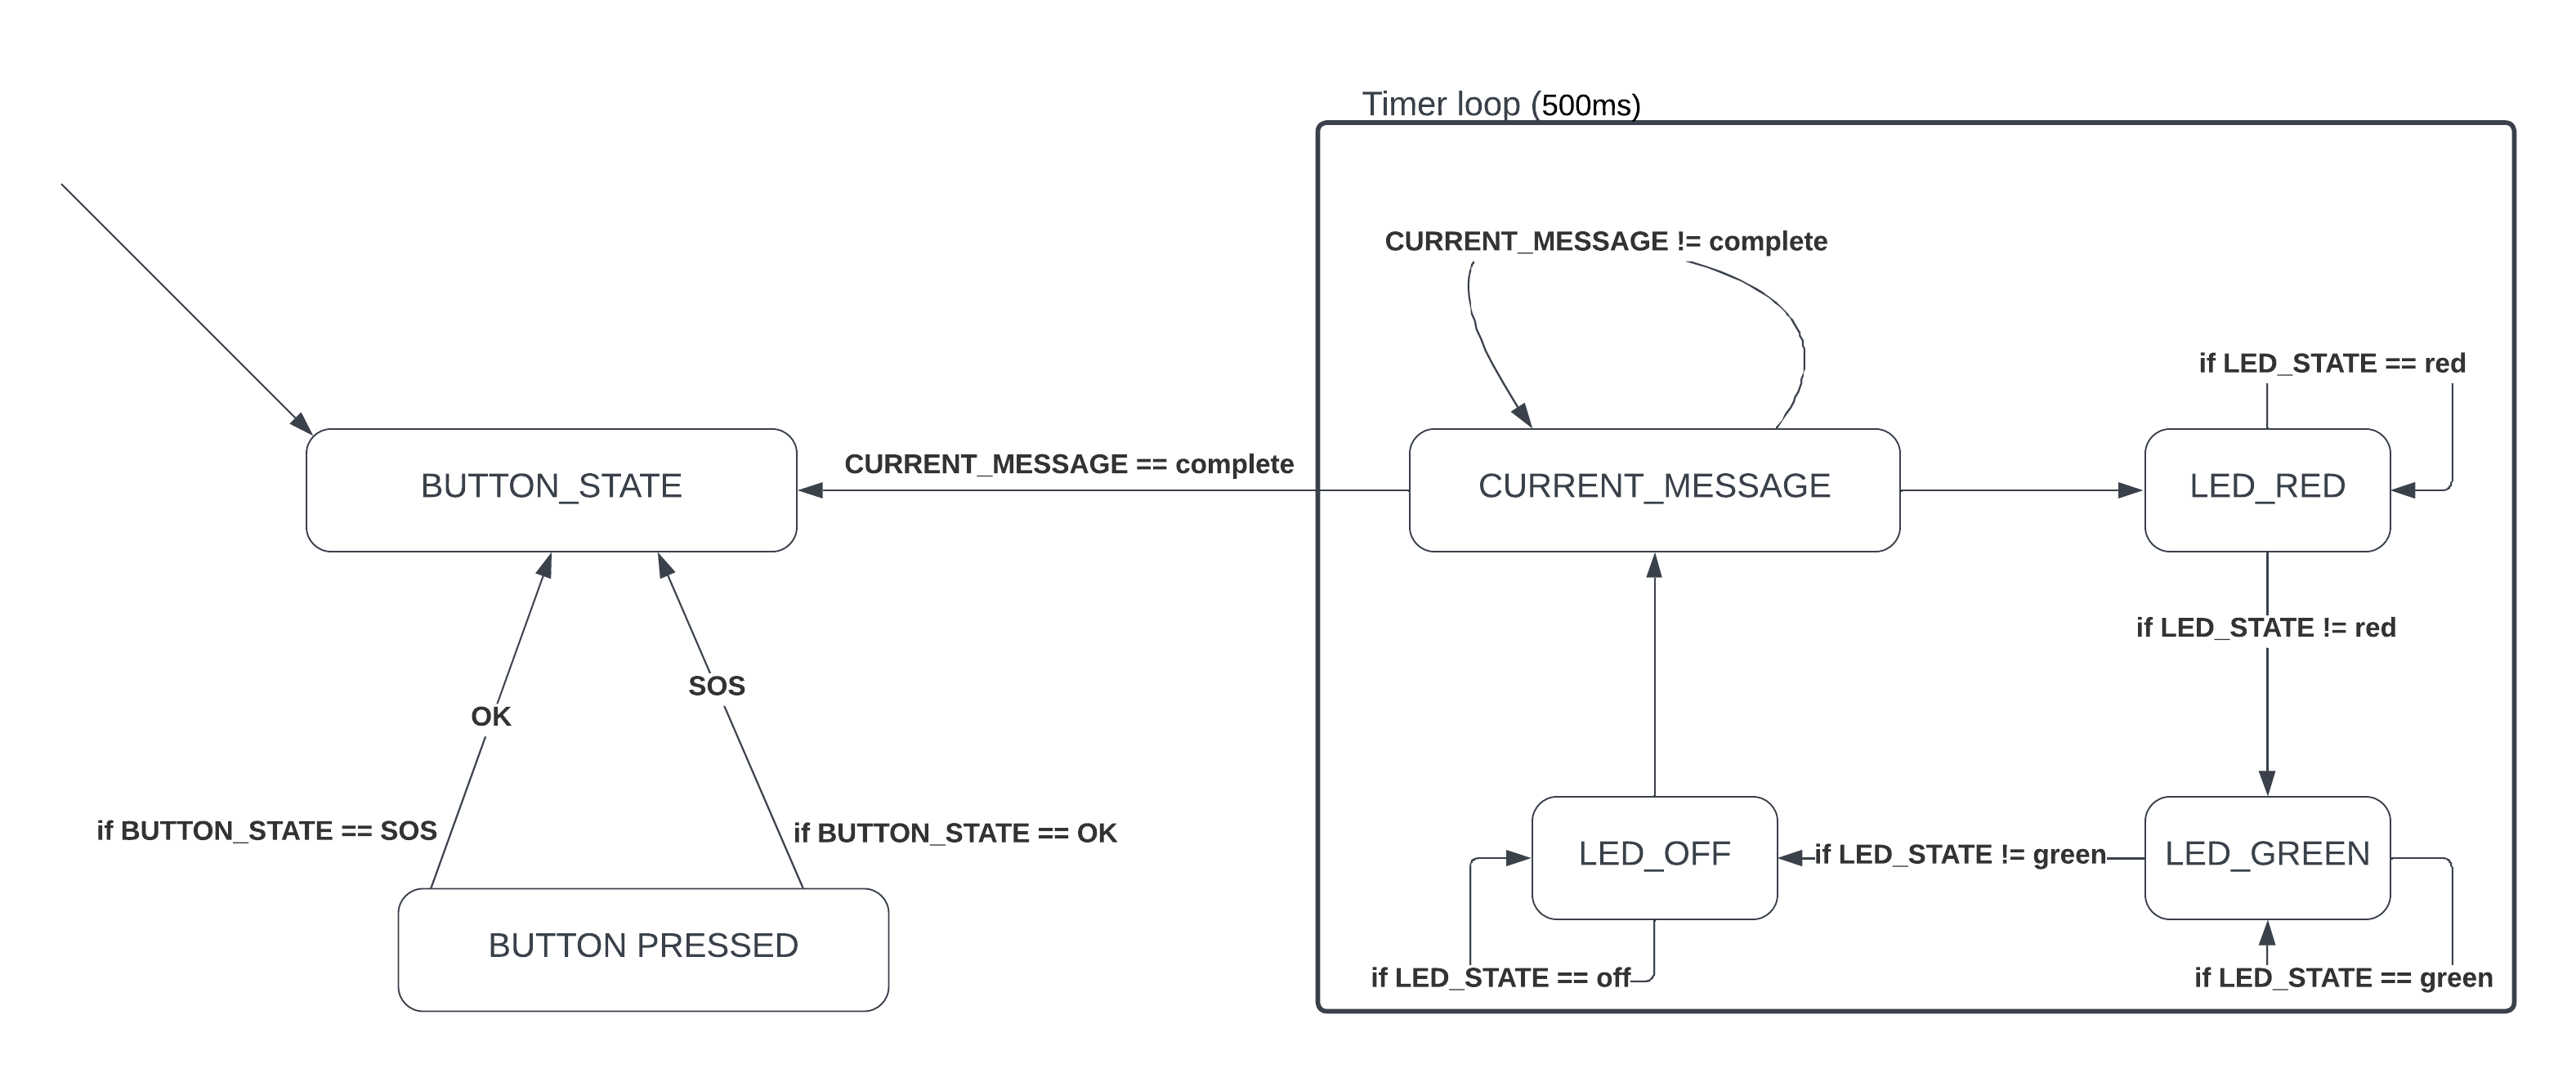 Timer loop (500ms)
CURRENT_MESSAGE != complete
if LED_STATE == red
BUTTON_STATE
CURRENT_MESSAGE == complete
CURRENT_MESSAGE
LED_RED
if LED_STATE != red
SOS
OK
if BUTTON_STATE == SOS
if BUTTON_STATE == OK
LED_OFF
if LED_STATE != green
LED_GREEN
BUTTON PRESSED
if LED_STATE == off
if LED_STATE == green